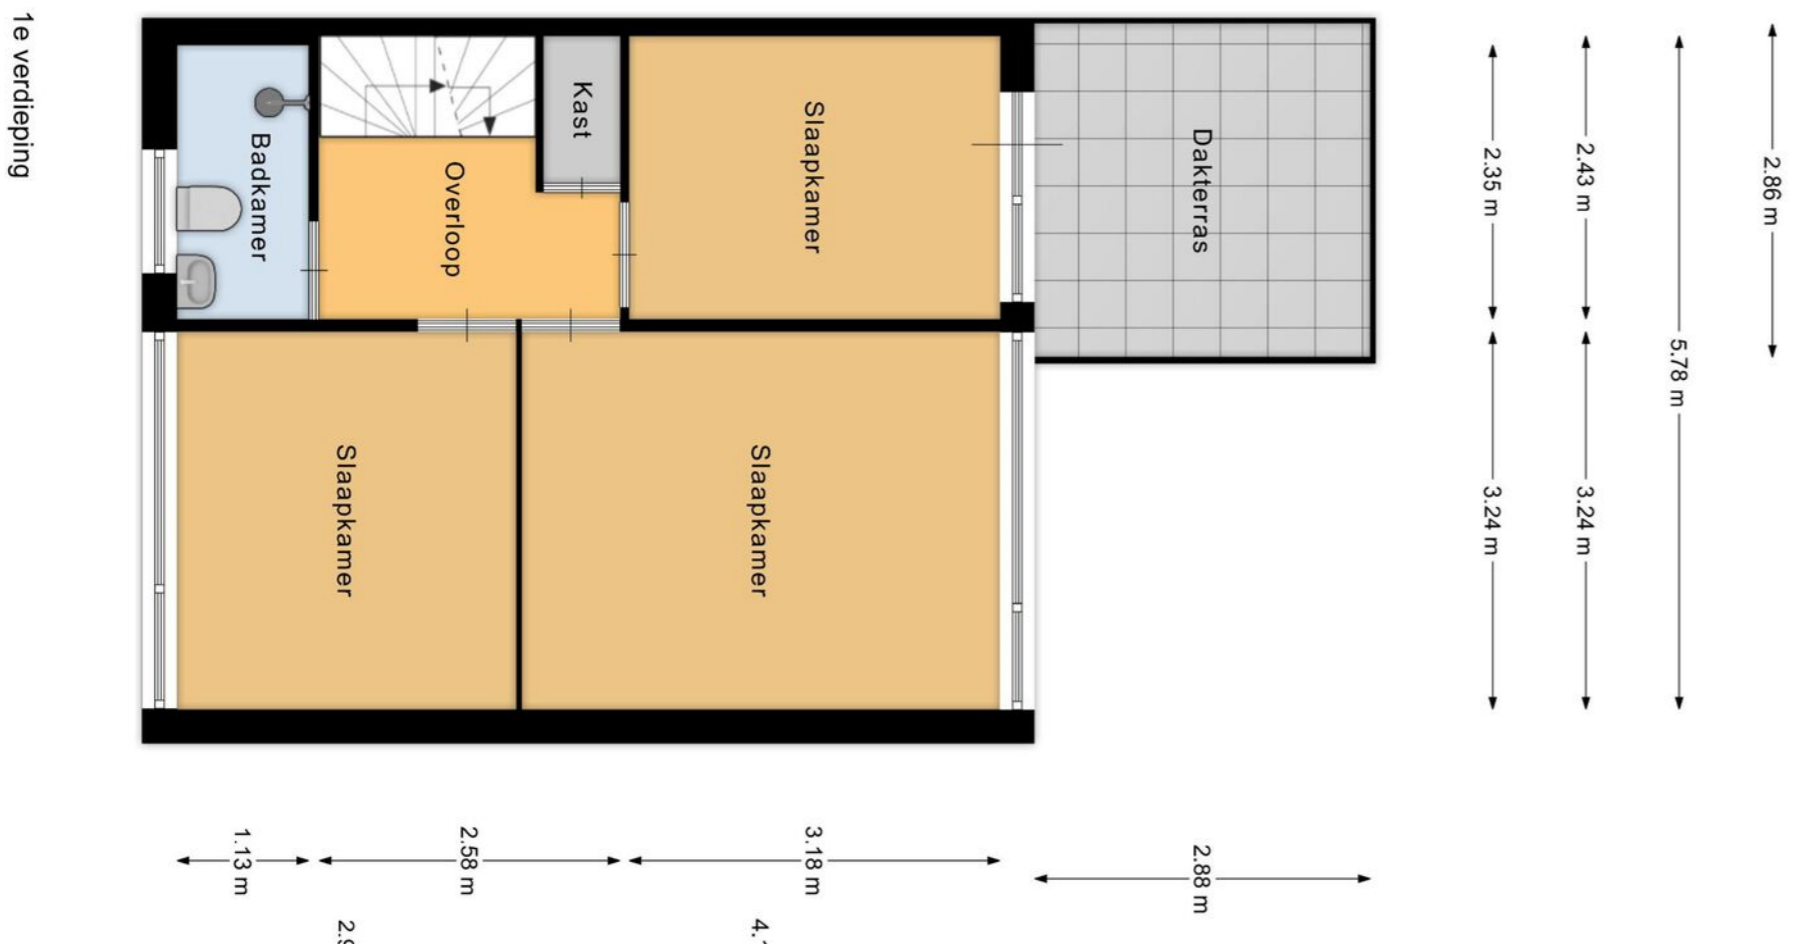 1e verdieping
Badkamer
Overloop
Kast
Slaapkamer
Dakterras
Slaapkamer
Slaapkamer
2.35 m
2.43 m
2.86 m
5.78 m
3.24 m
3.24 m
1.13 m
2.58 m
3.18 m
2.88 m